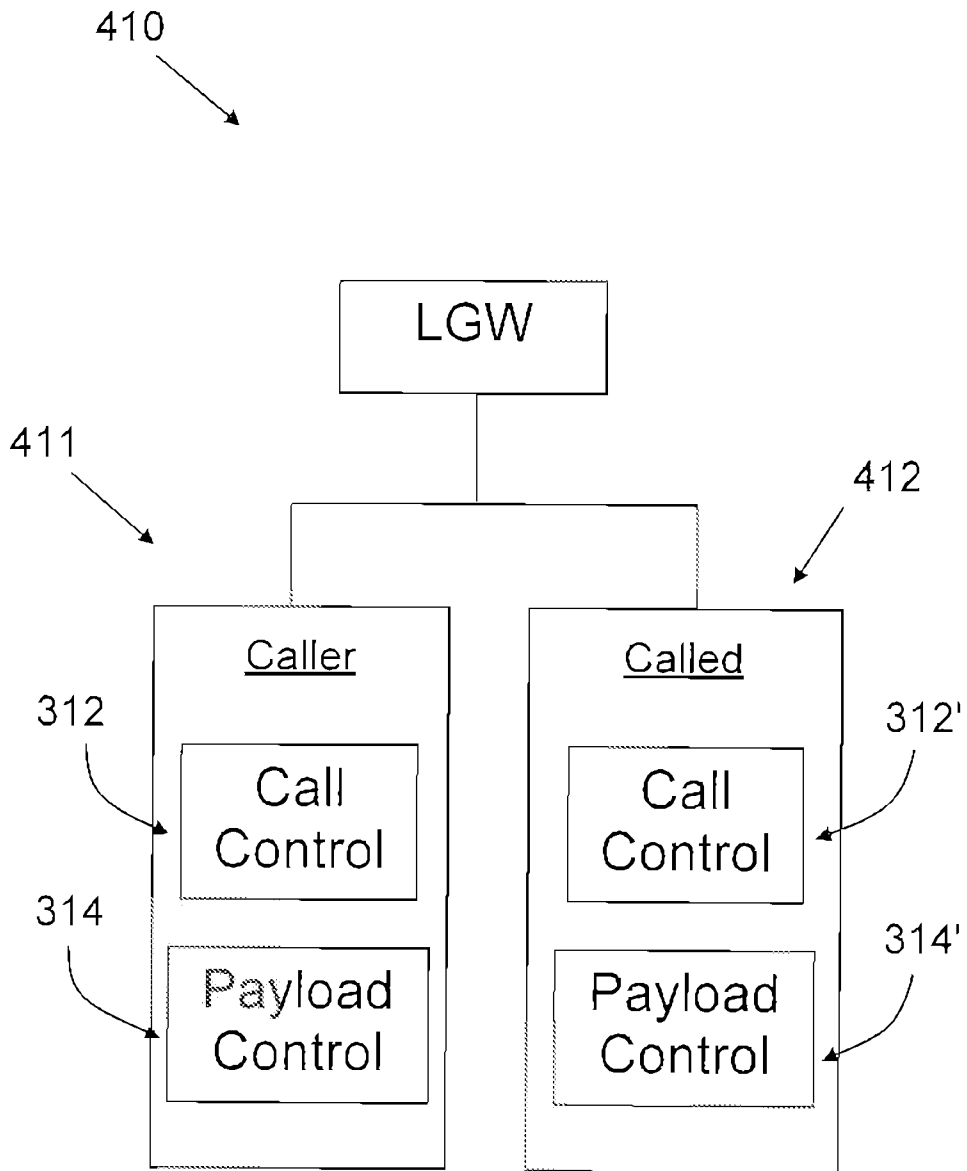 410
LGW
411
412
Caller
Called
312
Call
Control
Call
Control
312'
314
Payload
Control
Payload
Control
314'